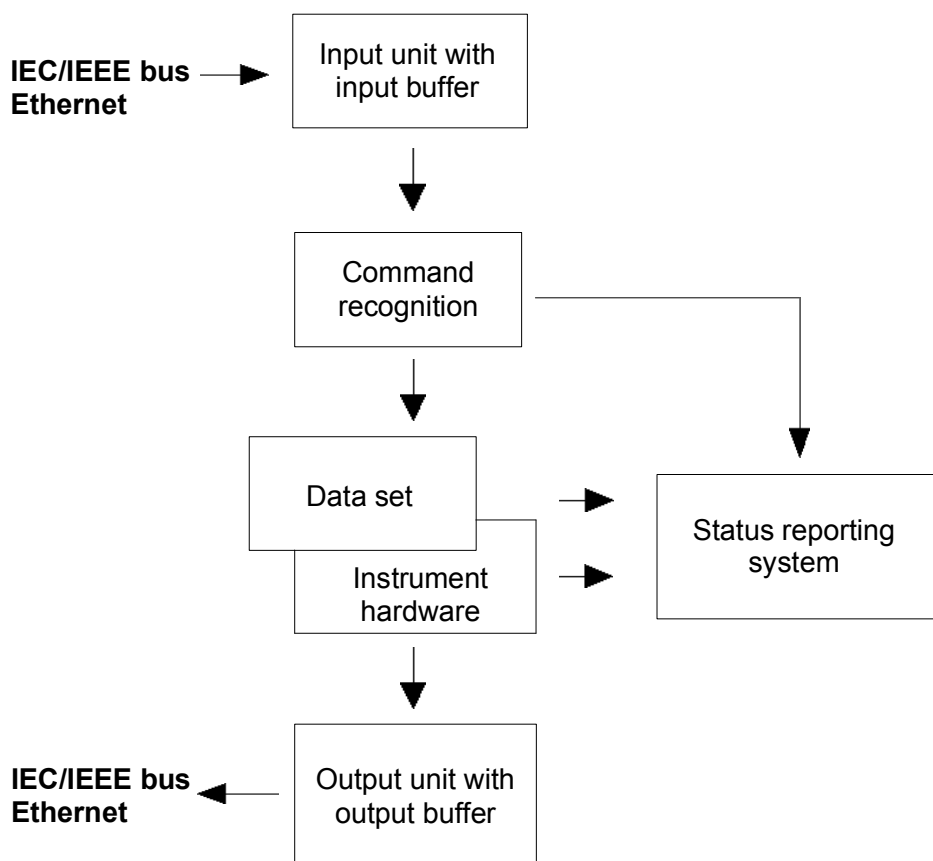 IEC/IEEE bus
Ethernet
Input unit with
input buffer
Command
recognition
Data set
Instrument
hardware
Status reporting
system
IEC/IEEE bus
Ethernet
Output unit with
output buffer